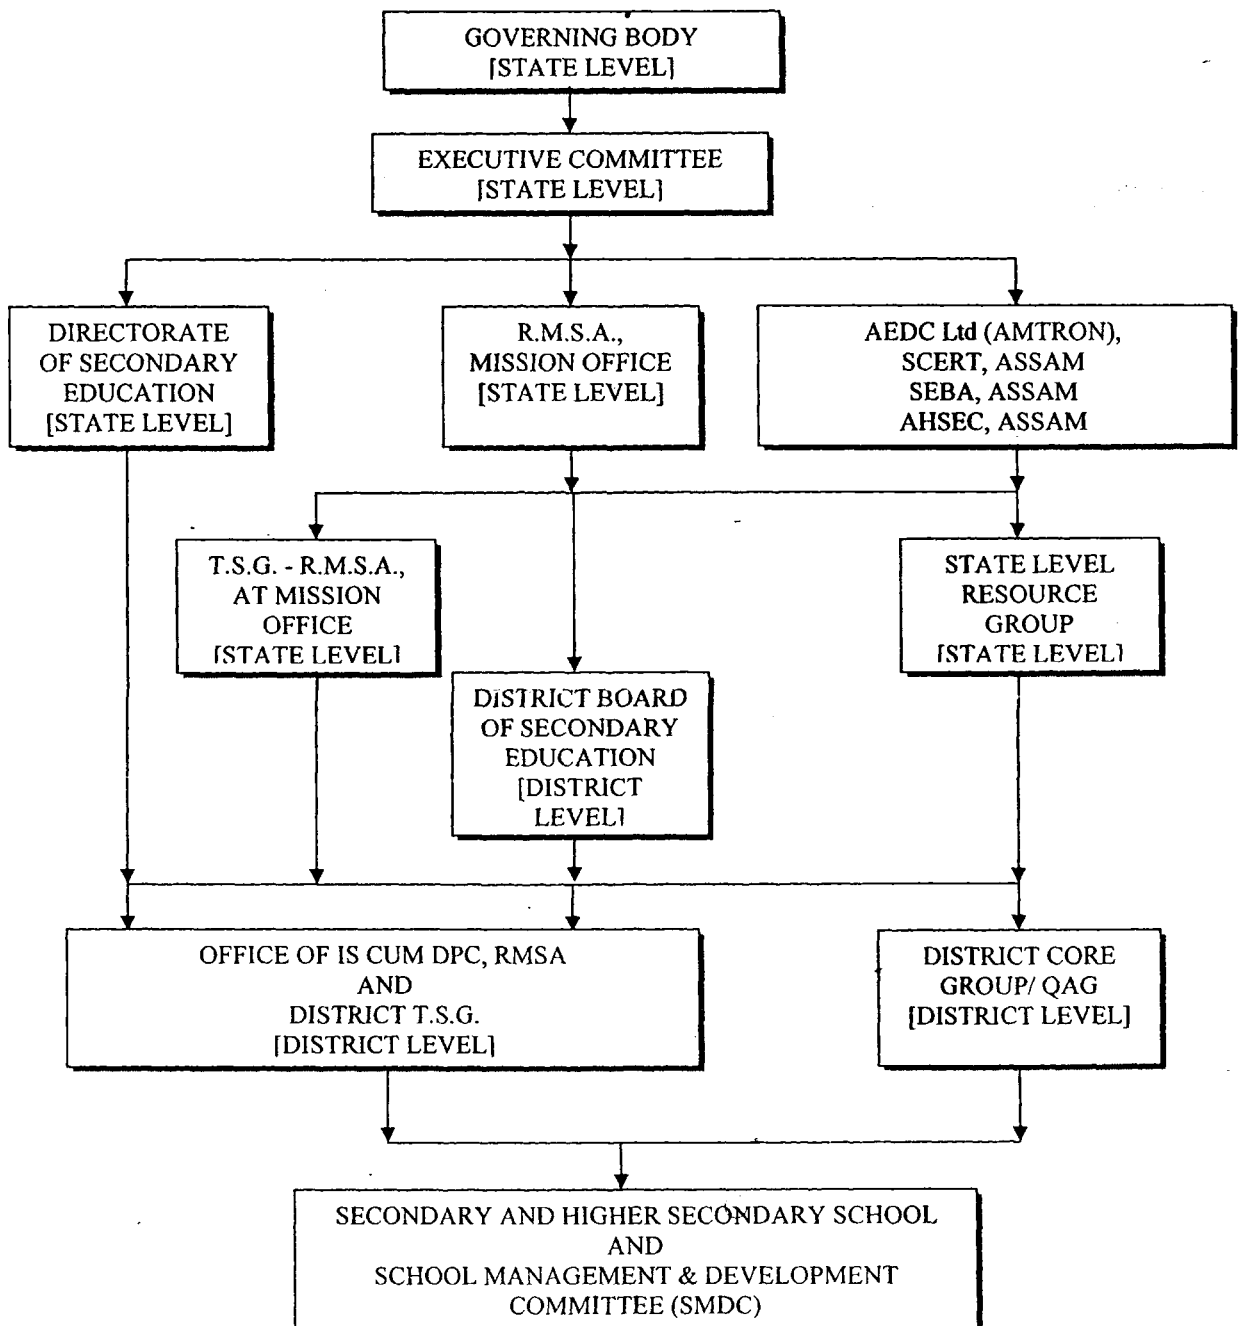 GOVERNING BODY
[STATE LEVEL]
EXECUTIVE COMMITTEE
[STATE LEVEL]
DIRECTORATE
OF SECONDARY
EDUCATION
[STATE LEVEL]
R.M.S.A.,
MISSION OFFICE
[STATE LEVEL]
AEDC Ltd (AMTRON),
SCERT, ASSAM
SEBA, ASSAM
AHSEC, ASSAM
T.S.G. - R.M.S.A.,
AT MISSION
OFFICE
[STATE LEVEL]
STATE LEVEL
RESOURCE
GROUP
[STATE LEVEL]
DISTRICT BOARD
OF SECONDARY
EDUCATION
[DISTRICT
LEVEL]
OFFICE OF IS CUM DPC, RMSA
AND
DISTRICT T.S.G.
[DISTRICT LEVEL]
DISTRICT CORE
GROUP/ QAG
[DISTRICT LEVEL]
SECONDARY AND HIGHER SECONDARY SCHOOL
AND
SCHOOL MANAGEMENT & DEVELOPMENT
COMMITTEE (SMDC)